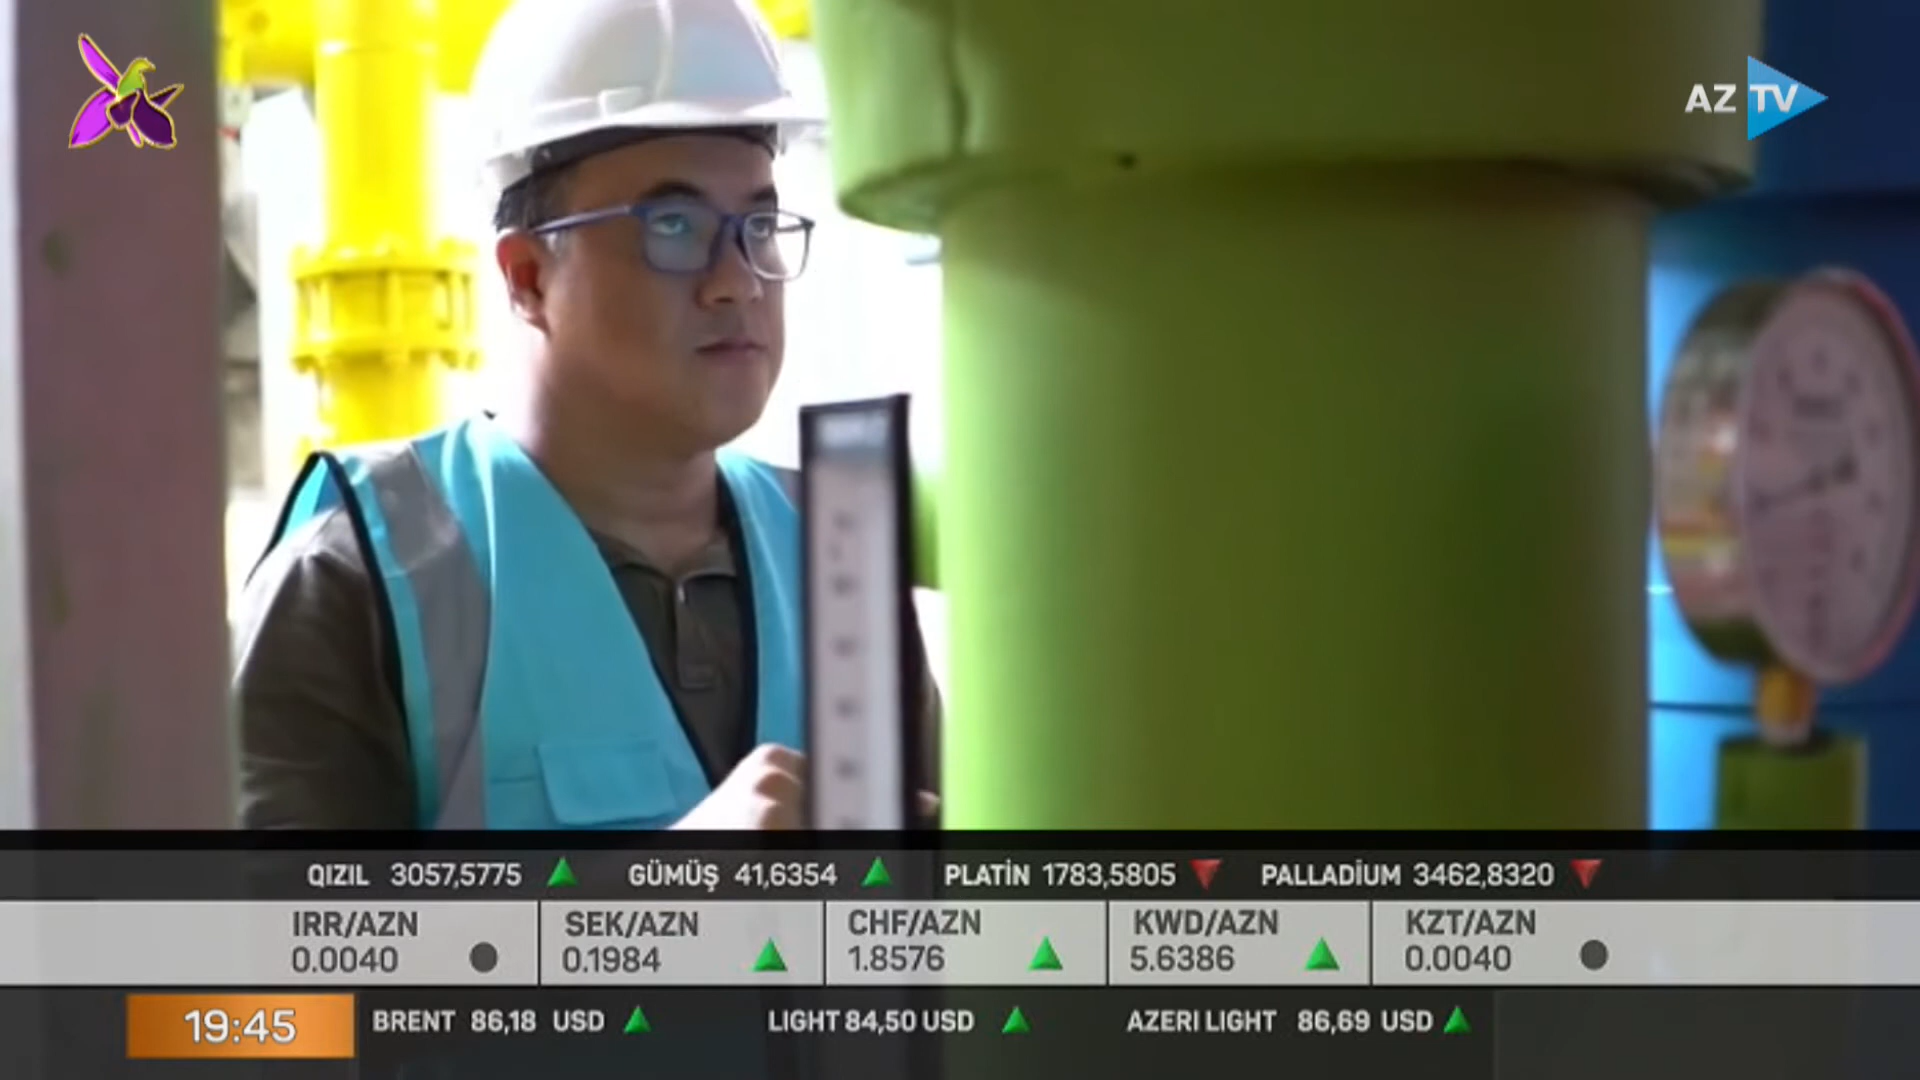 AZ TV
QIZIL 3057,5775 GÜMÜŞ 41,6354 PLATİN 1783,5805 PALLADİUM 3462,8320
IRR/AZN SEK/AZN CHF/AZN KWD/AZN KZT/AZN
0.0040 0.1984 1.8576 5.6386 0.0040
19:45 BRENT 86,18 USD LIGHT 84,50 USD AZERI LIGHT 86,69 USD